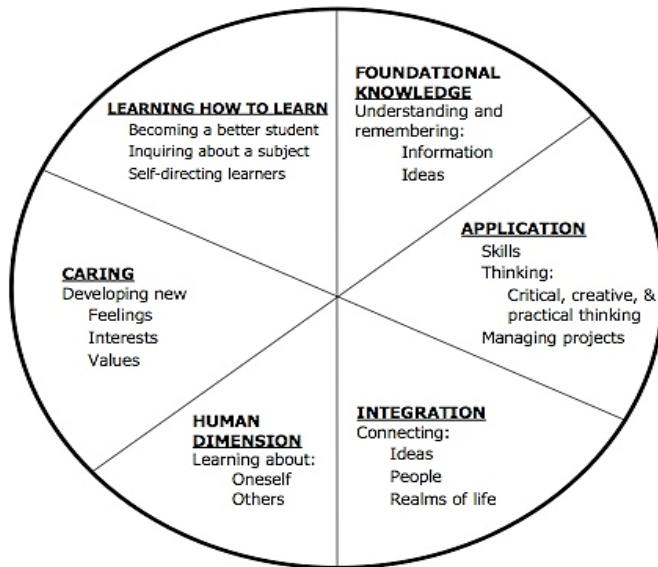 FOUNDATIONAL
KNOWLEDGE
Understanding and
remembering:
Information
Ideas
APPLICATION
Skills
Thinking:
Critical, creative, &
practical thinking
Managing projects
INTEGRATION
Connecting:
Ideas
People
Realms of life
HUMAN
DIMENSION
Learning about:
Oneself
Others
CARING
Developing new
Feelings
Interests
Values
LEARNING HOW TO LEARN
Becoming a better student
Inquiring about a subject
Self-directing learners